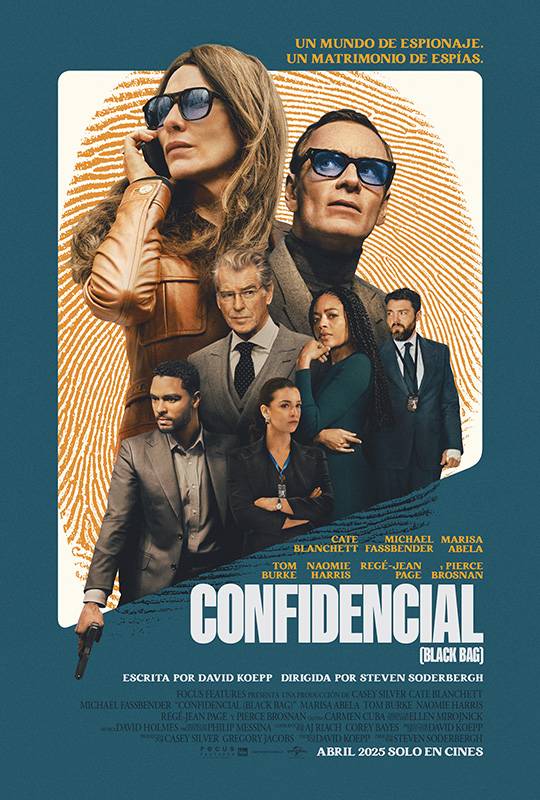 UN MUNDO DE ESPIONAJE.
UN MATRIMONIO DE ESPÍAS.
CATE BLANCHETT MICHAEL FASSBENDER MARISA ABELA
TOM BURKE NAOMIE HARRIS REGÉ-JEAN PAGE Y PIERCE BROSNAN
CONFIDENCIAL
(BLACK BAG)
ESCRITA POR DAVID KOEPP DIRIGIDA POR STEVEN SODERBERGH
FOCUS FEATURES PRESENTA UNA PRODUCCIÓN DE CASEY SILVER CATE BLANCHETT
MICHAEL FASSBENDER "CONFIDENCIAL (BLACK BAG)" MARISA ABELA TOM BURKE NAOMIE HARRIS
REGÉ-JEAN PAGE Y PIERCE BROSNAN CARMEN CUBA ELLEN MIROJNICK
DAVID HOLMES PHILIP MESSINA AJ RIACH COREY BAYES DAVID KOEPP
CASEY SILVER GREGORY JACOBS DAVID KOEPP STEVEN SODERBERGH
FOCUS FEATURES ABRIL 2025 SOLO EN CINES